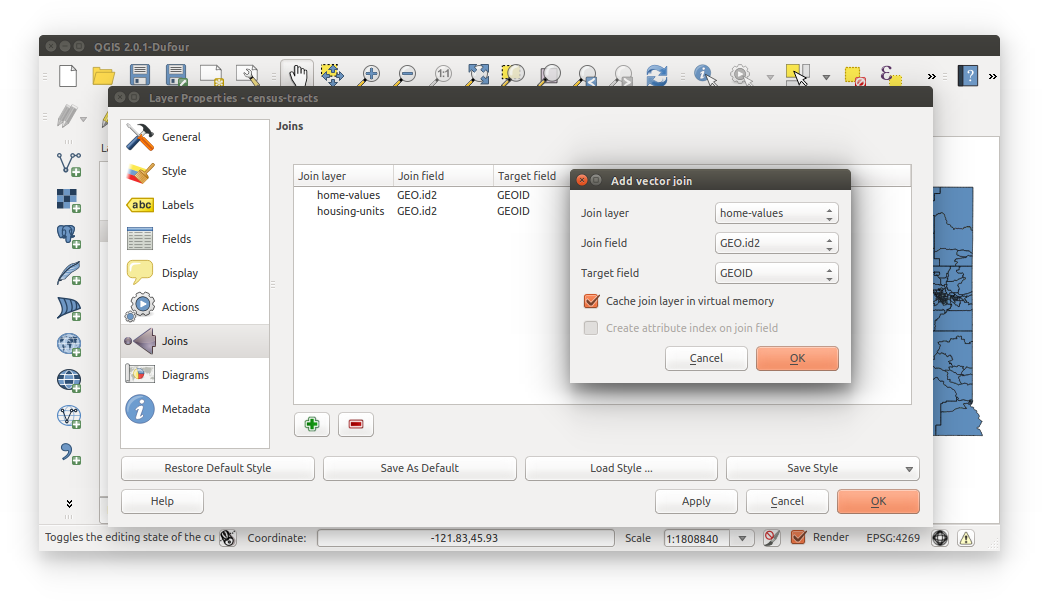 QGIS 2.0.1-Dufour
1:1
Layer Properties - census-tracts
General
Style
abc Labels
Fields
Display
Actions
Joins
Diagrams
Metadata
Joins
Join layer Join field Target field
home-values GEO.id2 GEOID
housing-units GEO.id2 GEOID
Add vector join
Join layer home-values
Join field GEO.id2
Target field GEOID
Cache join layer in virtual memory
Create attribute index on join field
Cancel OK
Restore Default Style Save As Default Load Style ... Save Style
Help Apply Cancel OK
Toggles the editing state of the cu Coordinate: -121.83,45.93 Scale 1:1808840 Render EPSG:4269